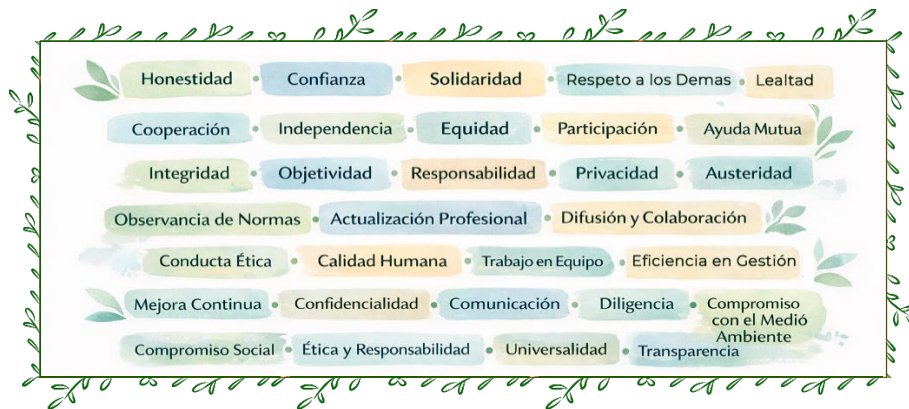 Honestidad • Confianza • Solidaridad • Respeto a los Demas • Lealtad
Cooperación • Independencia • Equidad • Participación • Ayuda Mutua
Integridad • Objetividad • Responsabilidad • Privacidad • Austeridad
Observancia de Normas • Actualización Profesional • Difusión y Colaboración
Conducta Ética • Calidad Humana • Trabajo en Equipo • Eficiencia en Gestión
Mejora Continua • Confidencialidad • Comunicación • Diligencia • Compromiso
con el Medió
Ambiente
Compromiso Social • Ética y Responsabilidad • Universalidad • Transparencia